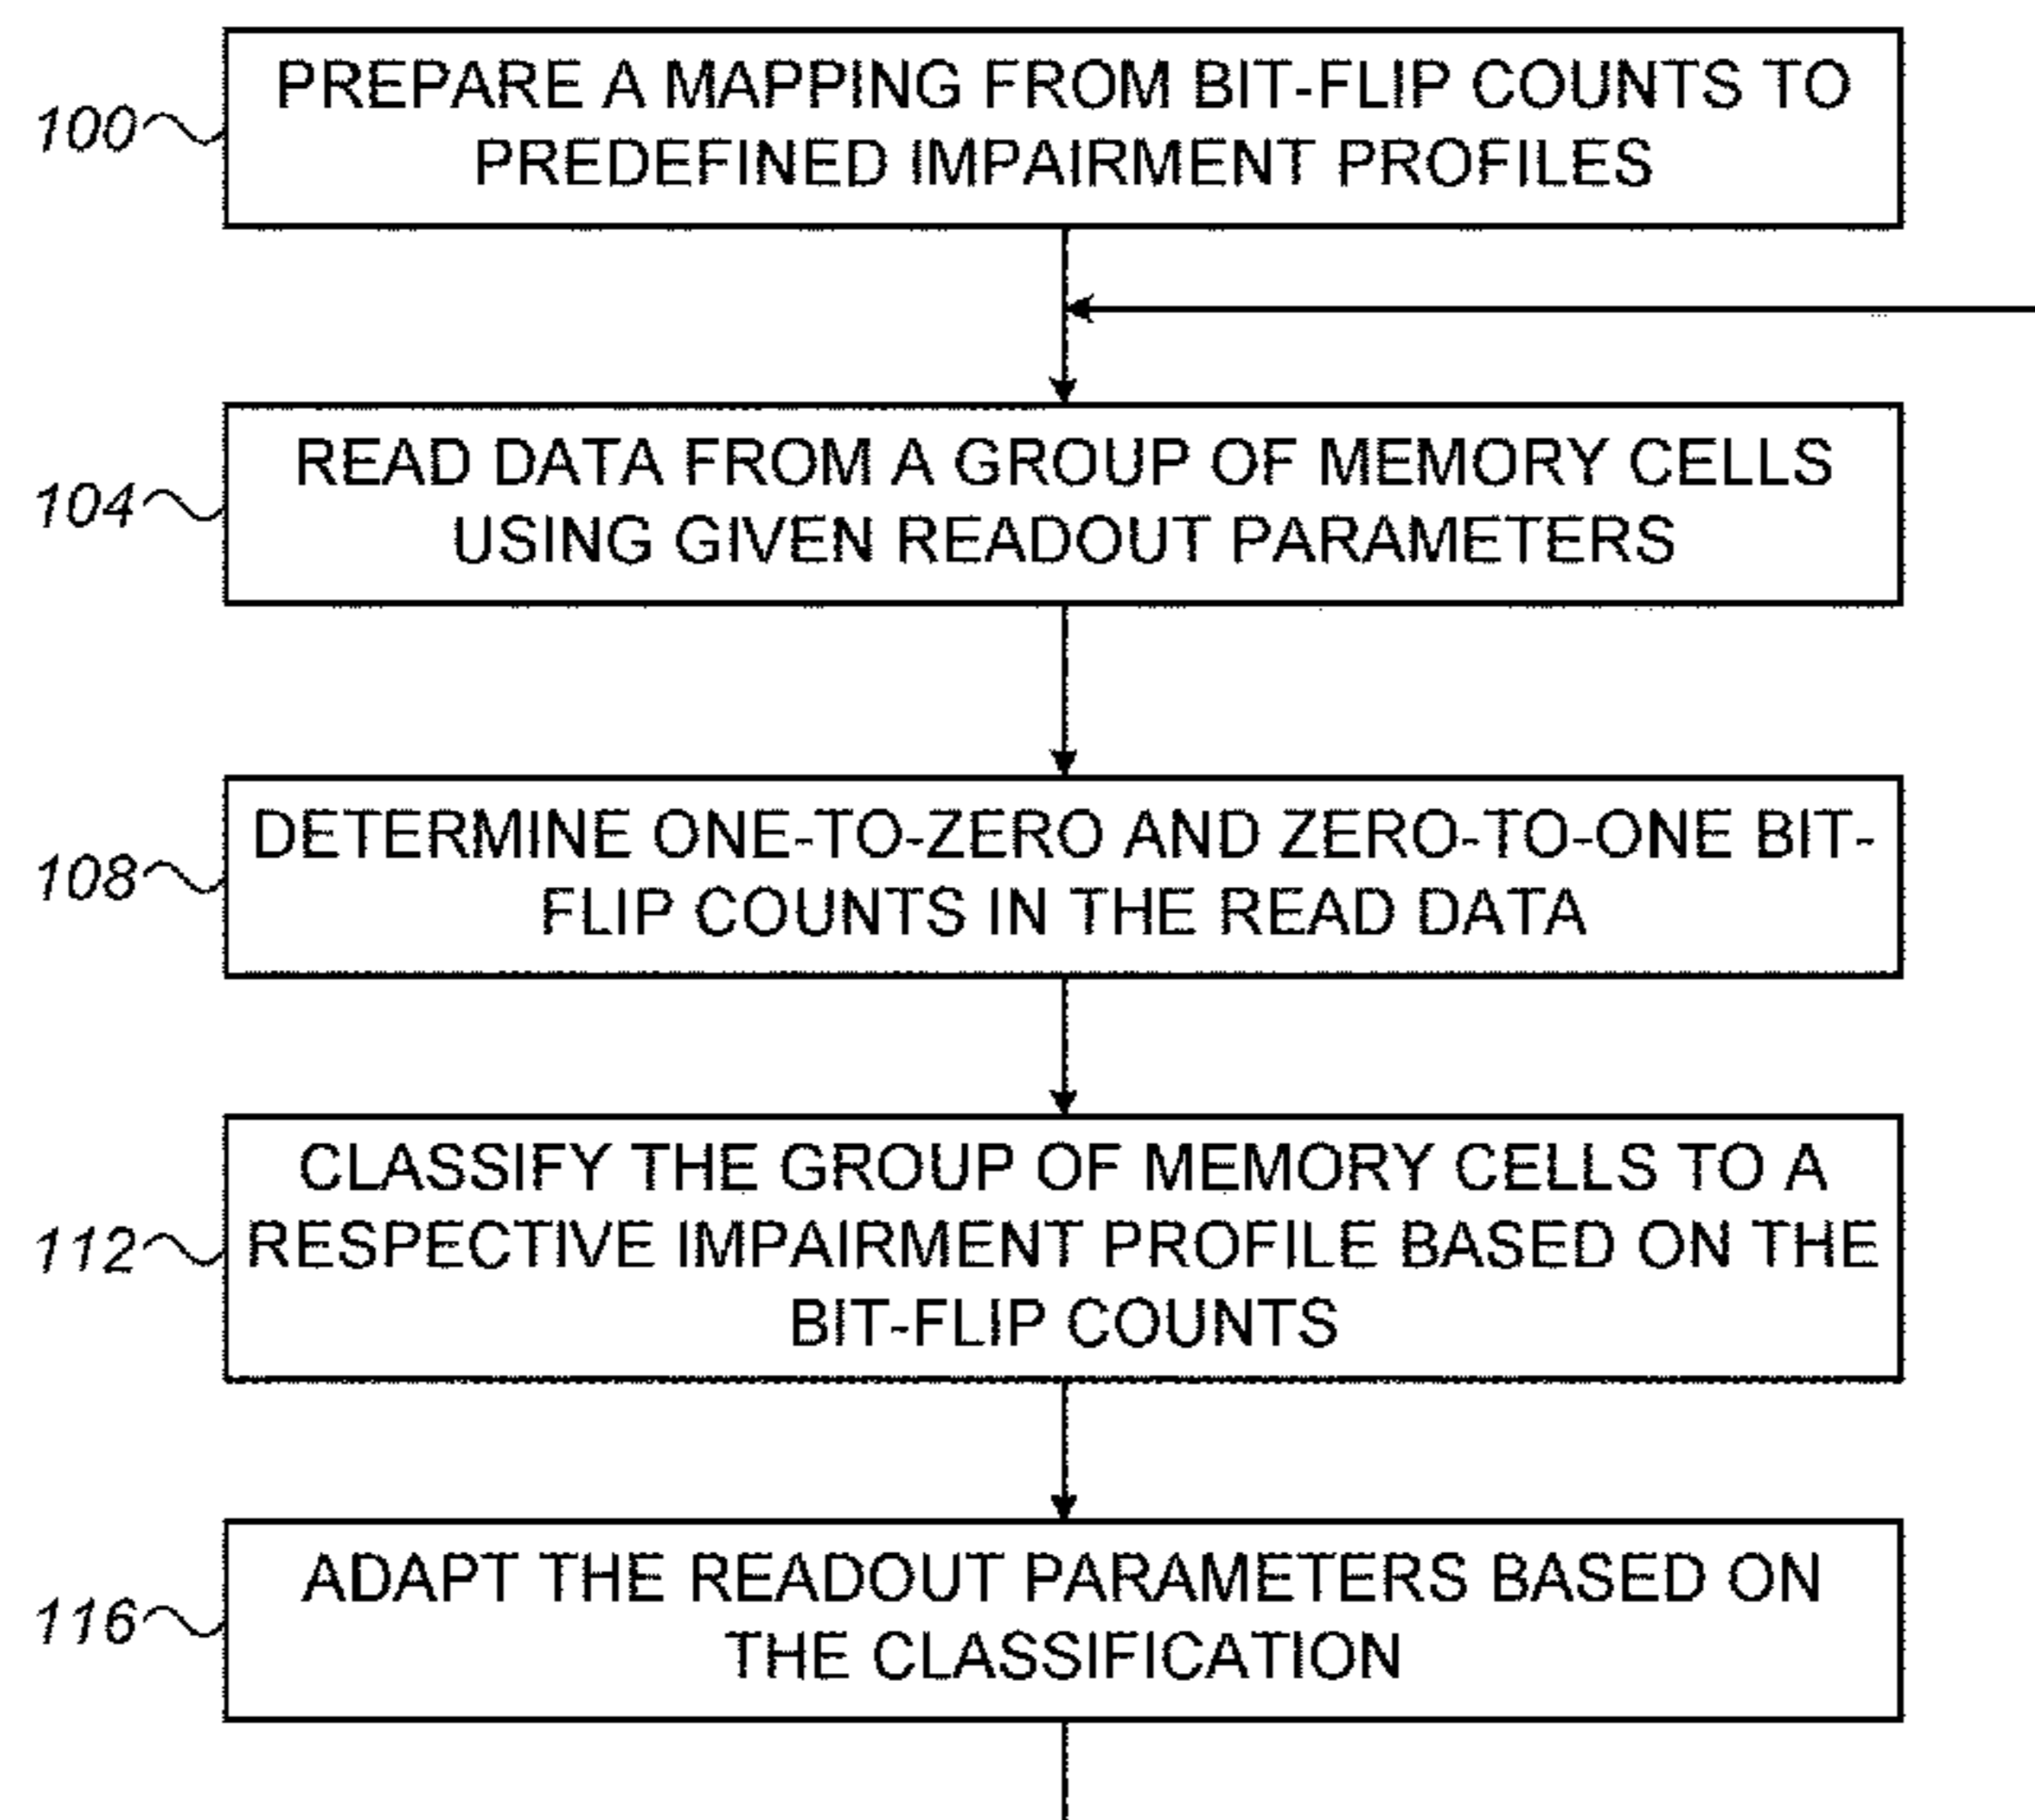 100
PREPARE A MAPPING FROM BIT-FLIP COUNTS TO
PREDEFINED IMPAIRMENT PROFILES
104
READ DATA FROM A GROUP OF MEMORY CELLS
USING GIVEN READOUT PARAMETERS
108
DETERMINE ONE-TO-ZERO AND ZERO-TO-ONE BIT-
FLIP COUNTS IN THE READ DATA
112
CLASSIFY THE GROUP OF MEMORY CELLS TO A
RESPECTIVE IMPAIRMENT PROFILE BASED ON THE
BIT-FLIP COUNTS
116
ADAPT THE READOUT PARAMETERS BASED ON
THE CLASSIFICATION